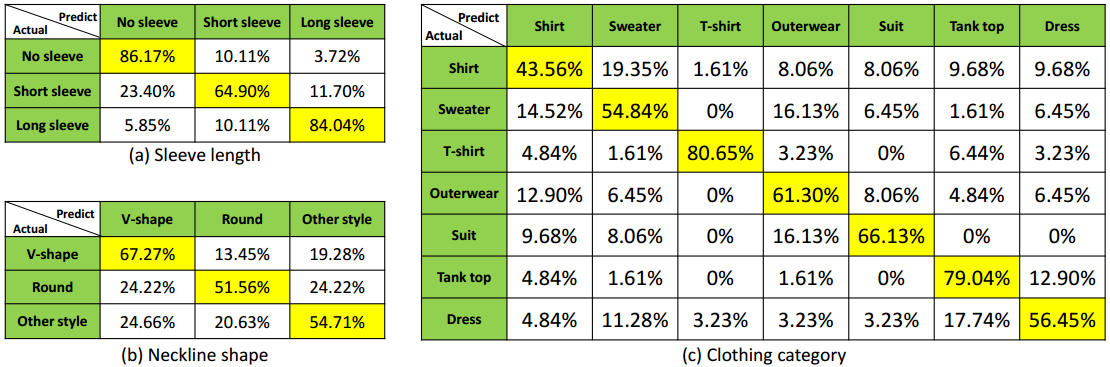 Predict
Actual
No sleeve Short sleeve Long sleeve
No sleeve 86.17% 10.11% 3.72%
Short sleeve 23.40% 64.90% 11.70%
Long sleeve 5.85% 10.11% 84.04%
(a) Sleeve length
Predict
Actual
V-shape Round Other style
V-shape 67.27% 13.45% 19.28%
Round 24.22% 51.56% 24.22%
Other style 24.66% 20.63% 54.71%
(b) Neckline shape
Predict
Actual
Shirt Sweater T-shirt Outerwear Suit Tank top Dress
Shirt 43.56% 19.35% 1.61% 8.06% 8.06% 9.68% 9.68%
Sweater 14.52% 54.84% 0% 16.13% 6.45% 1.61% 6.45%
T-shirt 4.84% 1.61% 80.65% 3.23% 0% 6.44% 3.23%
Outerwear 12.90% 6.45% 0% 61.30% 8.06% 4.84% 6.45%
Suit 9.68% 8.06% 0% 16.13% 66.13% 0% 0%
Tank top 4.84% 1.61% 0% 1.61% 0% 79.04% 12.90%
Dress 4.84% 11.28% 3.23% 3.23% 3.23% 17.74% 56.45%
(c) Clothing category